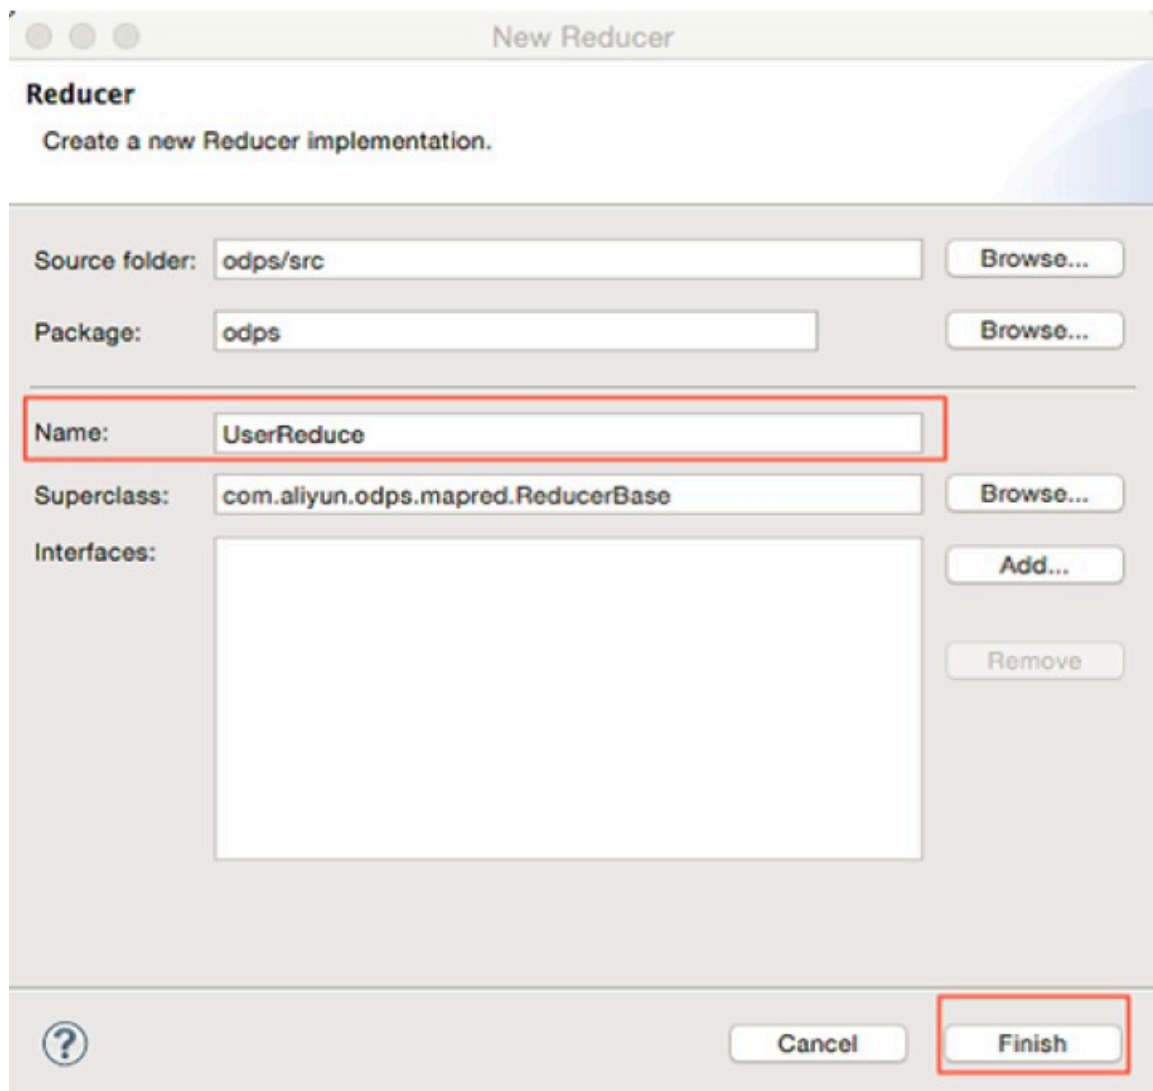 New Reducer
Reducer
Create a new Reducer implementation.
Source folder: odps/src Browse...
Package: odps Browse...
Name: UserReduce
Superclass: com.aliyun.odps.mapred.ReducerBase Browse...
Interfaces: Add...
Remove
? Cancel Finish